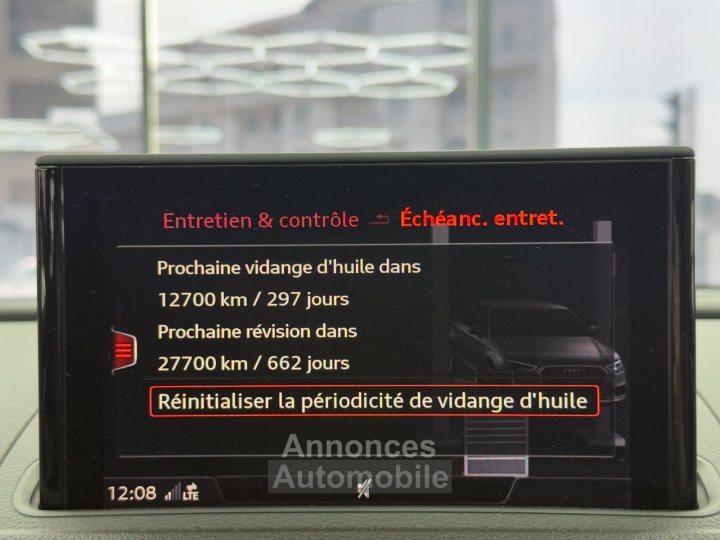 Entretien & contrôle Échéanc. entret.
Prochaine vidange d'huile dans
12700 km / 297 jours
Prochaine révision dans
27700 km / 662 jours
Réinitialiser la périodicité de vidange d'huile
Annonces
Automobile
12:08 LTE